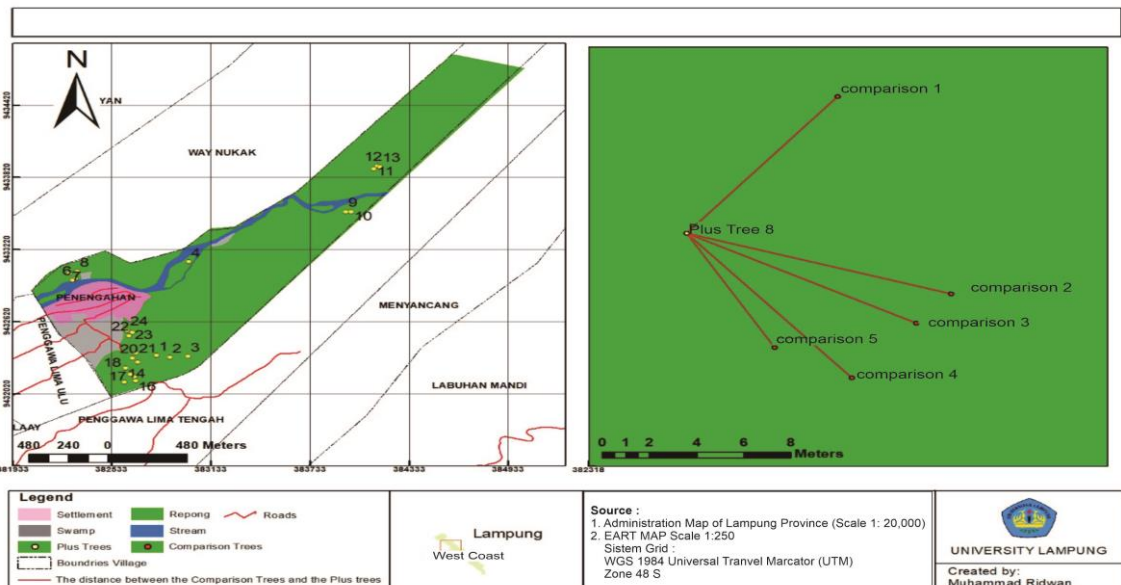 N
YAN
WAY NUKAK
MENYANCANG
LABUHAN MANDI
PENENGAHAN
PENGGAWA LIMA ULU
PENGGAWA LIMA TENGAH
LAAY
12 13
11
9
10
4
8
6
7
24
22
23
20 21 1 2 3
18
14
17
16
480 240 0 480 Meters
9434420
9433820
9433220
9432620
9432020
381933 382533 383133 383733 384333 384933 382318
comparison 1
Plus Tree 8
comparison 2
comparison 3
comparison 5
comparison 4
0 1 2 4 6 8
Meters
Legend
Settlement Repong Roads
Swamp Stream
Plus Trees Comparison Trees
Boundries Village
The distance between the Comparison Trees and the Plus trees
Lampung
West Coast
Source :
1. Administration Map of Lampung Province (Scale 1: 20,000)
2. EART MAP Scale 1:250
Sistem Grid :
WGS 1984 Universal Tranvel Marcator (UTM)
Zone 48 S
UNIVERSITY LAMPUNG
Created by:
Muhammad Ridwan